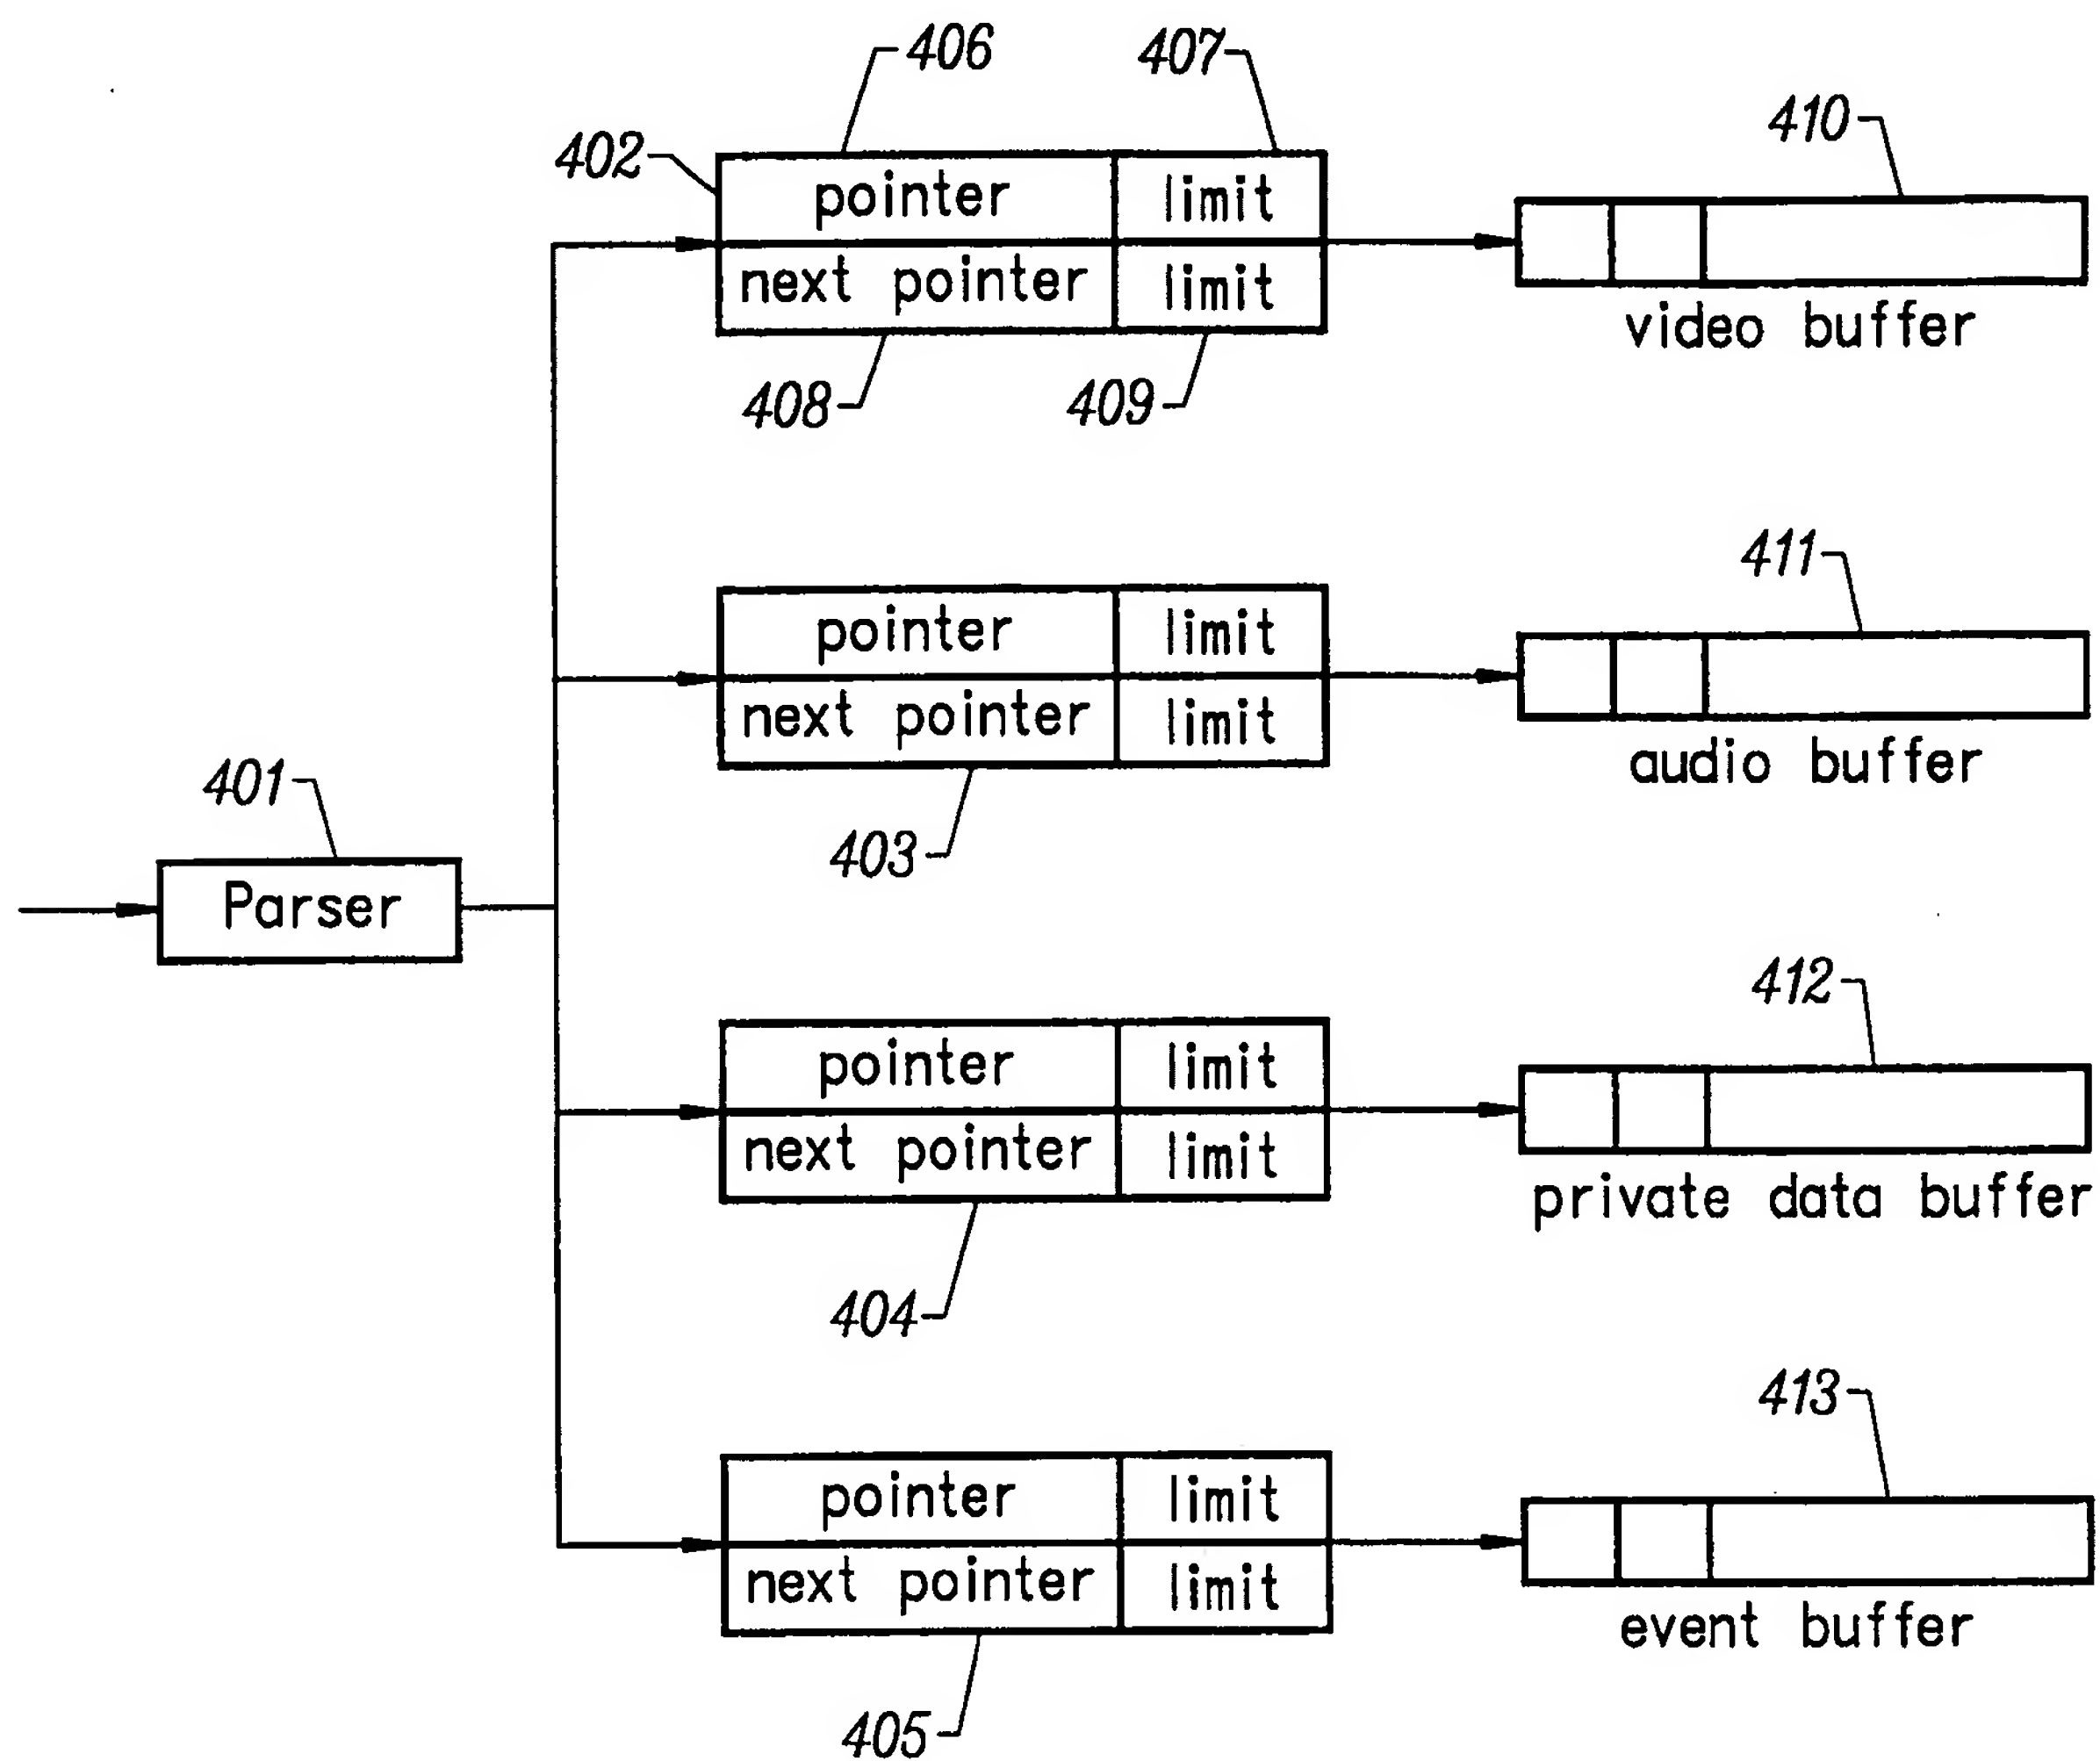 406 407
410
402
pointer limit
next pointer limit
video buffer
408 409
411
pointer limit
next pointer limit
audio buffer
401
403
Parser
412
pointer limit
next pointer limit
private data buffer
404
413
pointer limit
next pointer limit
event buffer
405